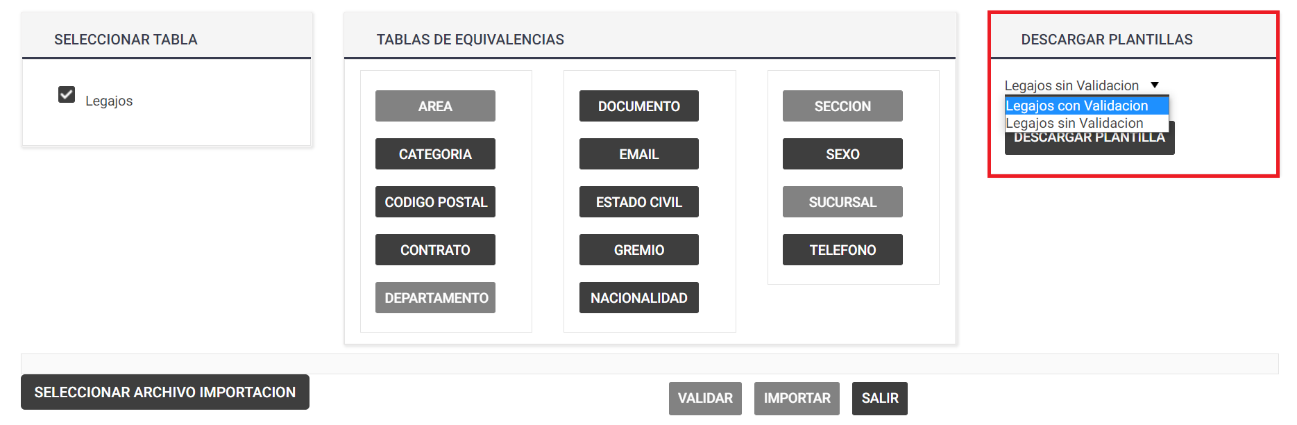 SELECCIONAR TABLA
Legajos
TABLAS DE EQUIVALENCIAS
AREA
CATEGORIA
CODIGO POSTAL
CONTRATO
DEPARTAMENTO
DOCUMENTO
EMAIL
ESTADO CIVIL
GREMIO
NACIONALIDAD
SECCION
SEXO
SUCURSAL
TELEFONO
DESCARGAR PLANTILLAS
Legajos sin Validacion
Legajos con Validacion
Legajos sin Validacion
DESCARGAR PLANTILLA
SELECCIONAR ARCHIVO IMPORTACION
VALIDAR
IMPORTAR
SALIR